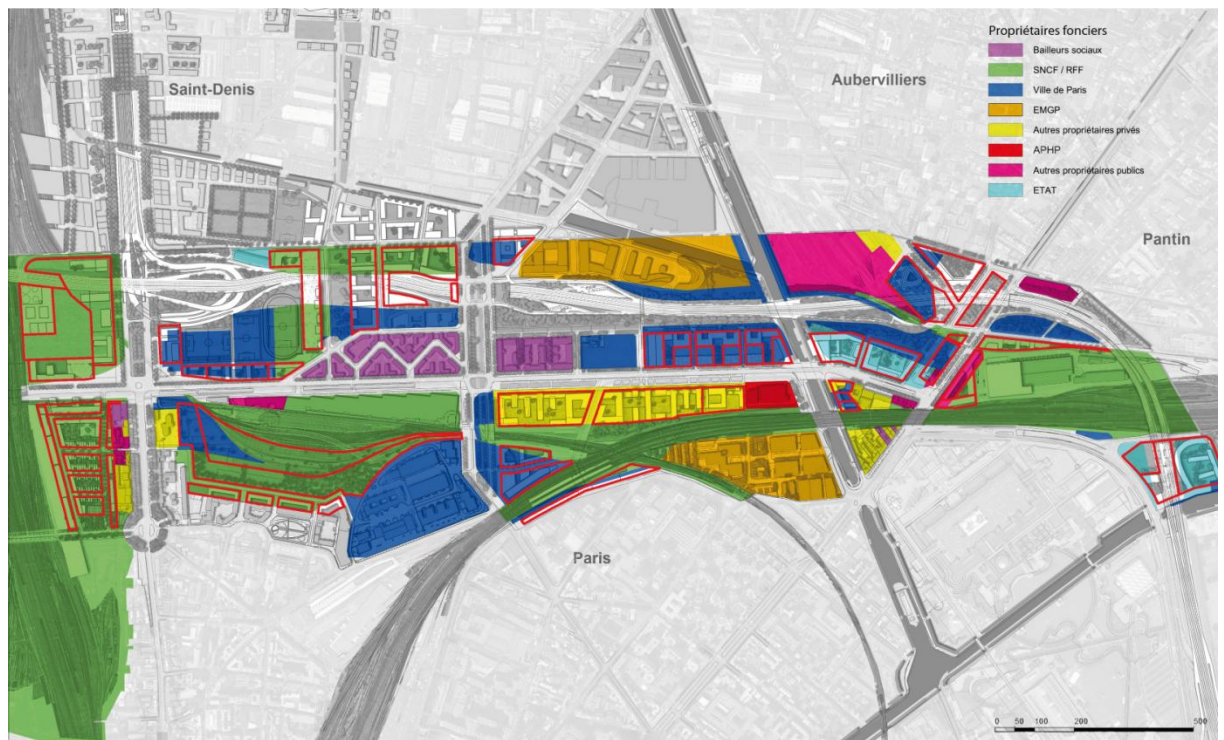 Propriétaires fonciers
Bailleurs sociaux
SNCF / RFF
Ville de Paris
EMGP
Autres propriétaires privés
APHP
Autres propriétaires publics
ETAT
Saint-Denis
Aubervilliers
Pantin
Paris
0 50 100 200 500